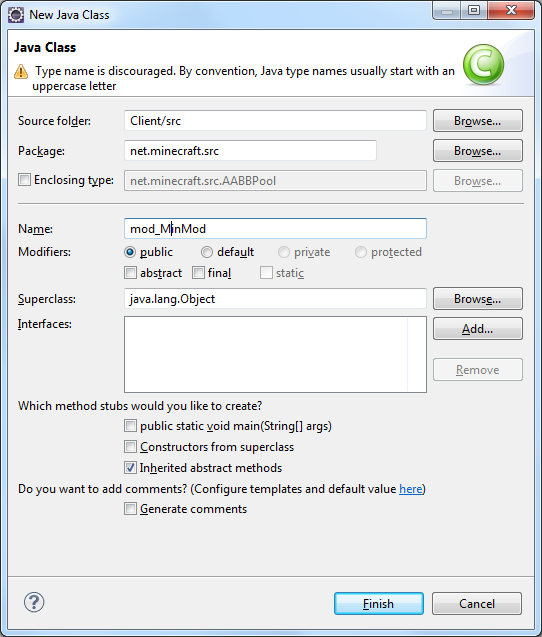 New Java Class
Java Class
Type name is discouraged. By convention, Java type names usually start with an
uppercase letter
C
Source folder: Client/src Browse...
Package: net.minecraft.src Browse...
Enclosing type: net.minecraft.src.AABBPool Browse...
Name: mod_MinMod
Modifiers: public default private protected
abstract final static
Superclass: java.lang.Object Browse...
Interfaces: Add...
Remove
Which method stubs would you like to create?
public static void main(String[] args)
Constructors from superclass
Inherited abstract methods
Do you want to add comments? (Configure templates and default value here)
Generate comments
? Finish Cancel